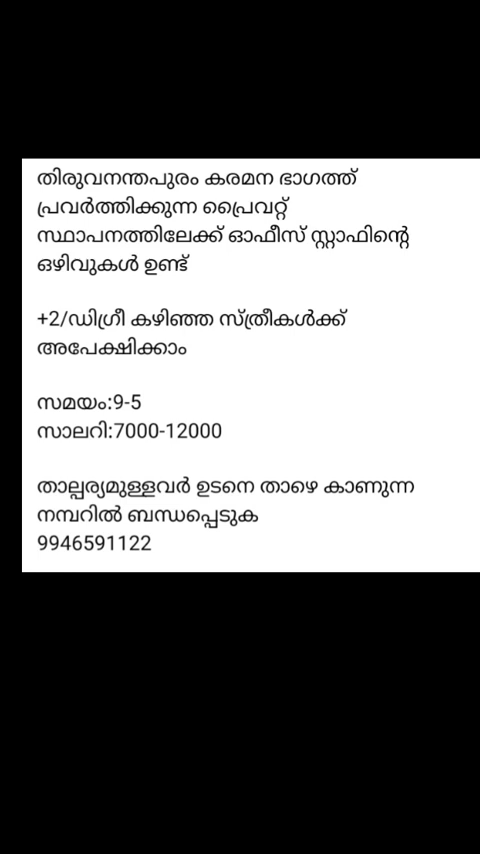 തിരുവനന്തപുരം കരമന ഭാഗത്ത്
പ്രവർത്തിക്കുന്ന പ്രൈവറ്റ്
സ്ഥാപനത്തിലേക്ക് ഓഫീസ് സ്റ്റാഫിന്റെ
ഒഴിവുകൾ ഉണ്ട്
+2/ഡിഗ്രീ കഴിഞ്ഞ സ്ത്രീകൾക്ക്
അപേക്ഷിക്കാം
സമയം:9-5
സാലറി:7000-12000
താല്പര്യമുള്ളവർ ഉടനെ താഴെ കാണുന്ന
നമ്പറിൽ ബന്ധപ്പെടുക
9946591122